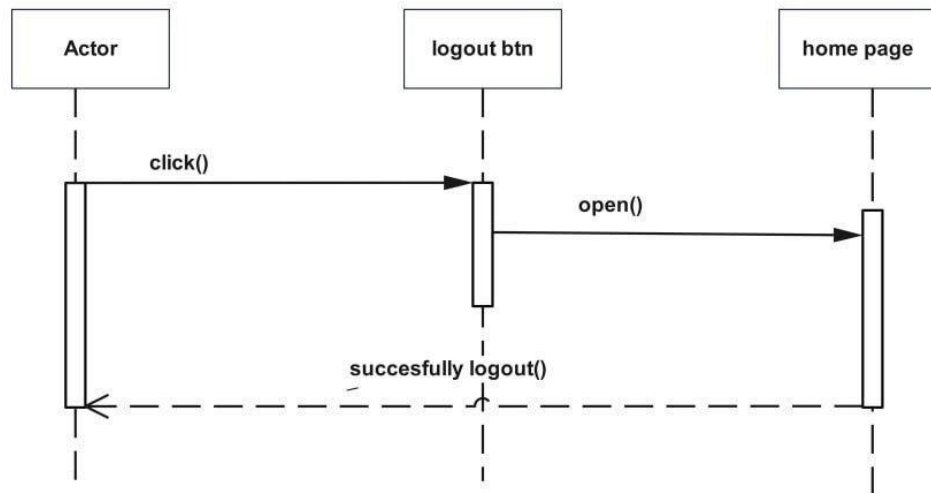 Actor
logout btn
home page
click()
open()
succesfully logout()